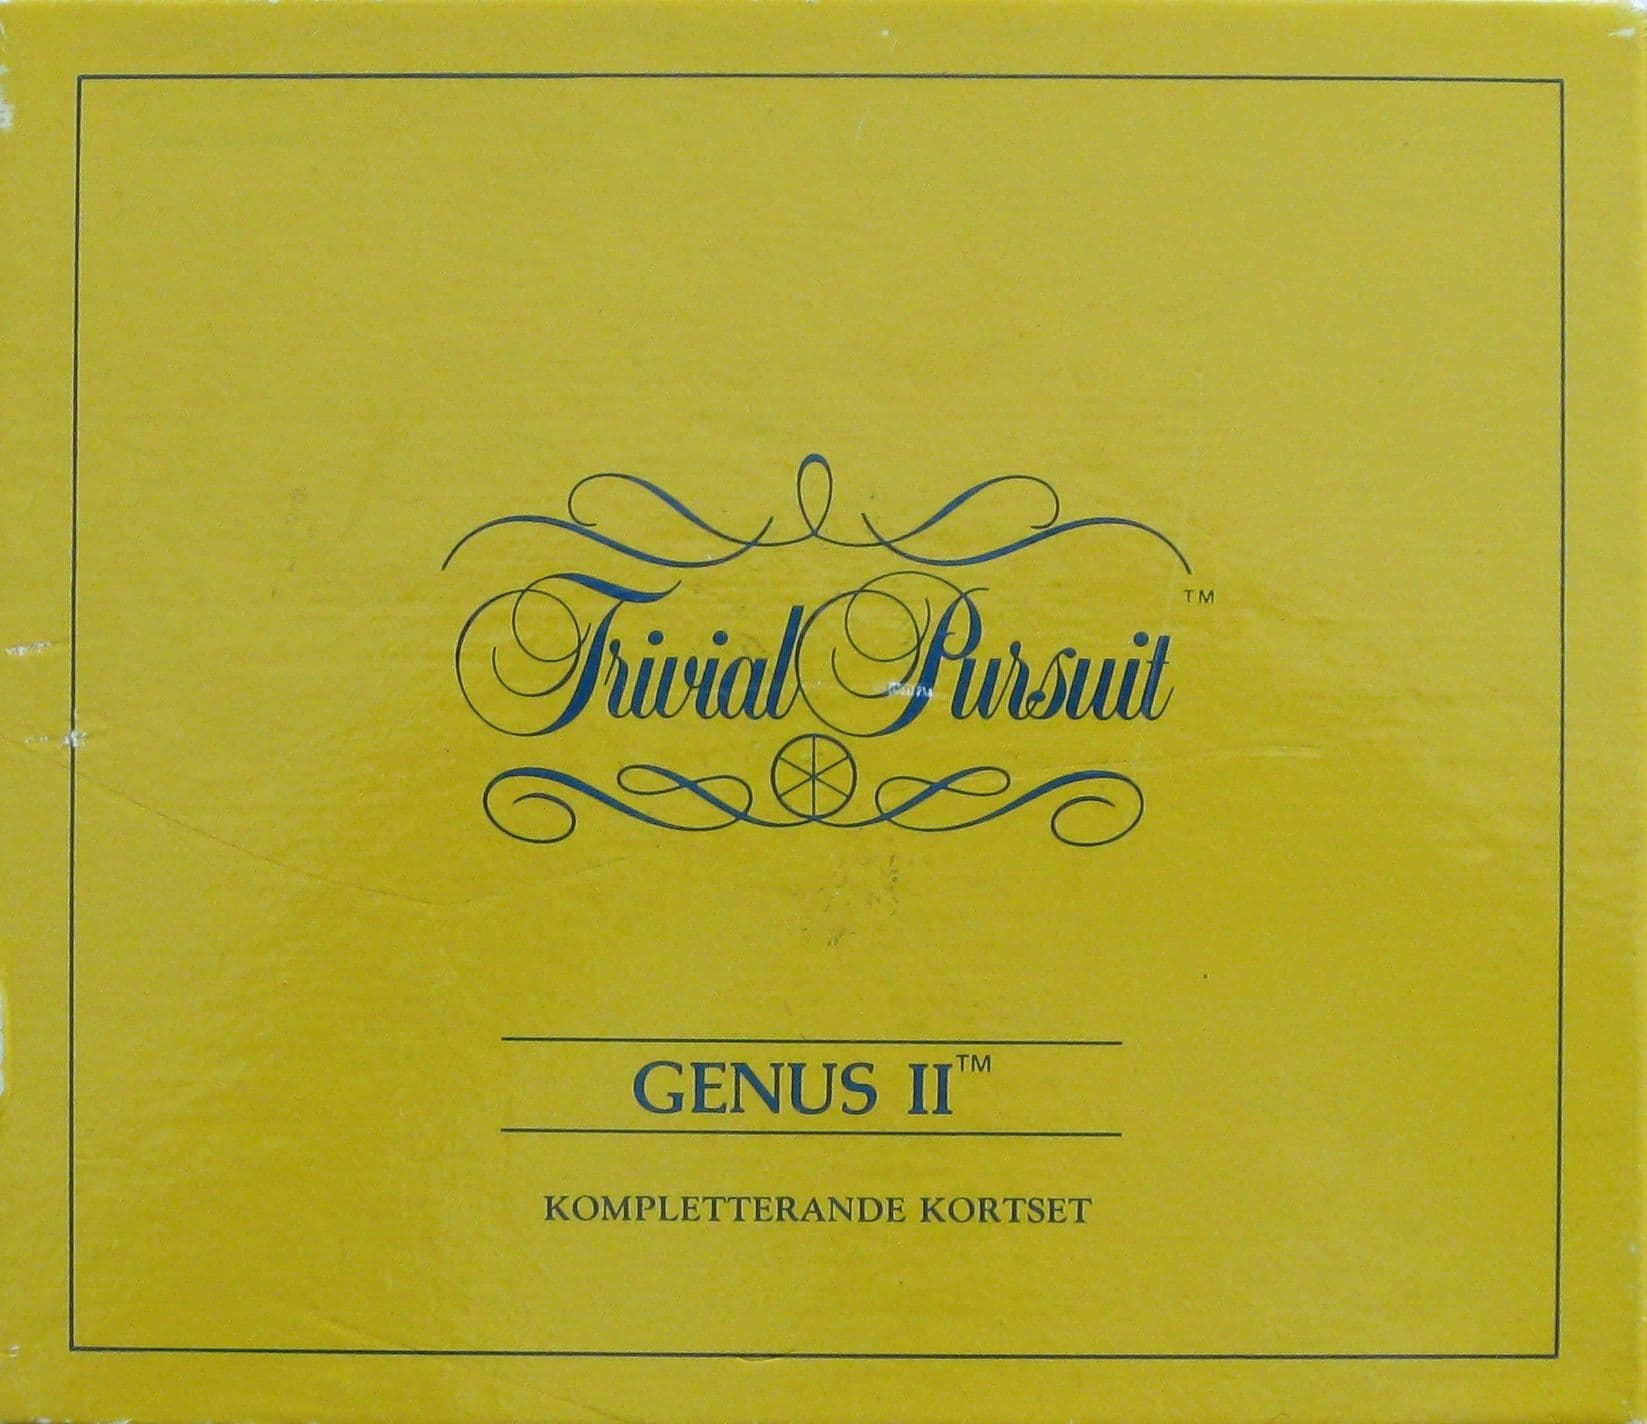 Trivial Pursuit™
GENUS II™
KOMPLETTERANDE KORTSET